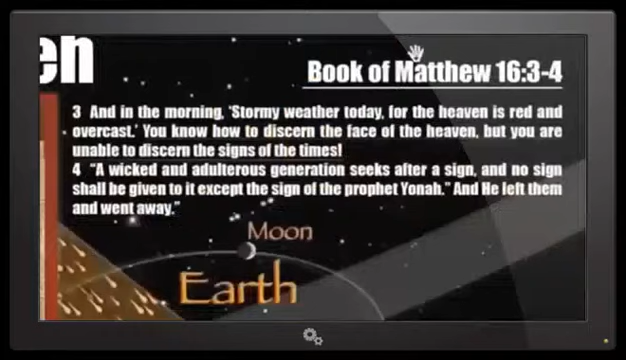 en
Book of Matthew 16:3-4
3 And in the morning, ‘Stormy weather today, for the heaven is red and
overcast.’ You know how to discern the face of the heaven, but you are
unable to discern the signs of the times!
4 “A wicked and adulterous generation seeks after a sign, and no sign
shall be given to it except the sign of the prophet Yonah.” And He left them
and went away.”
Moon
Earth